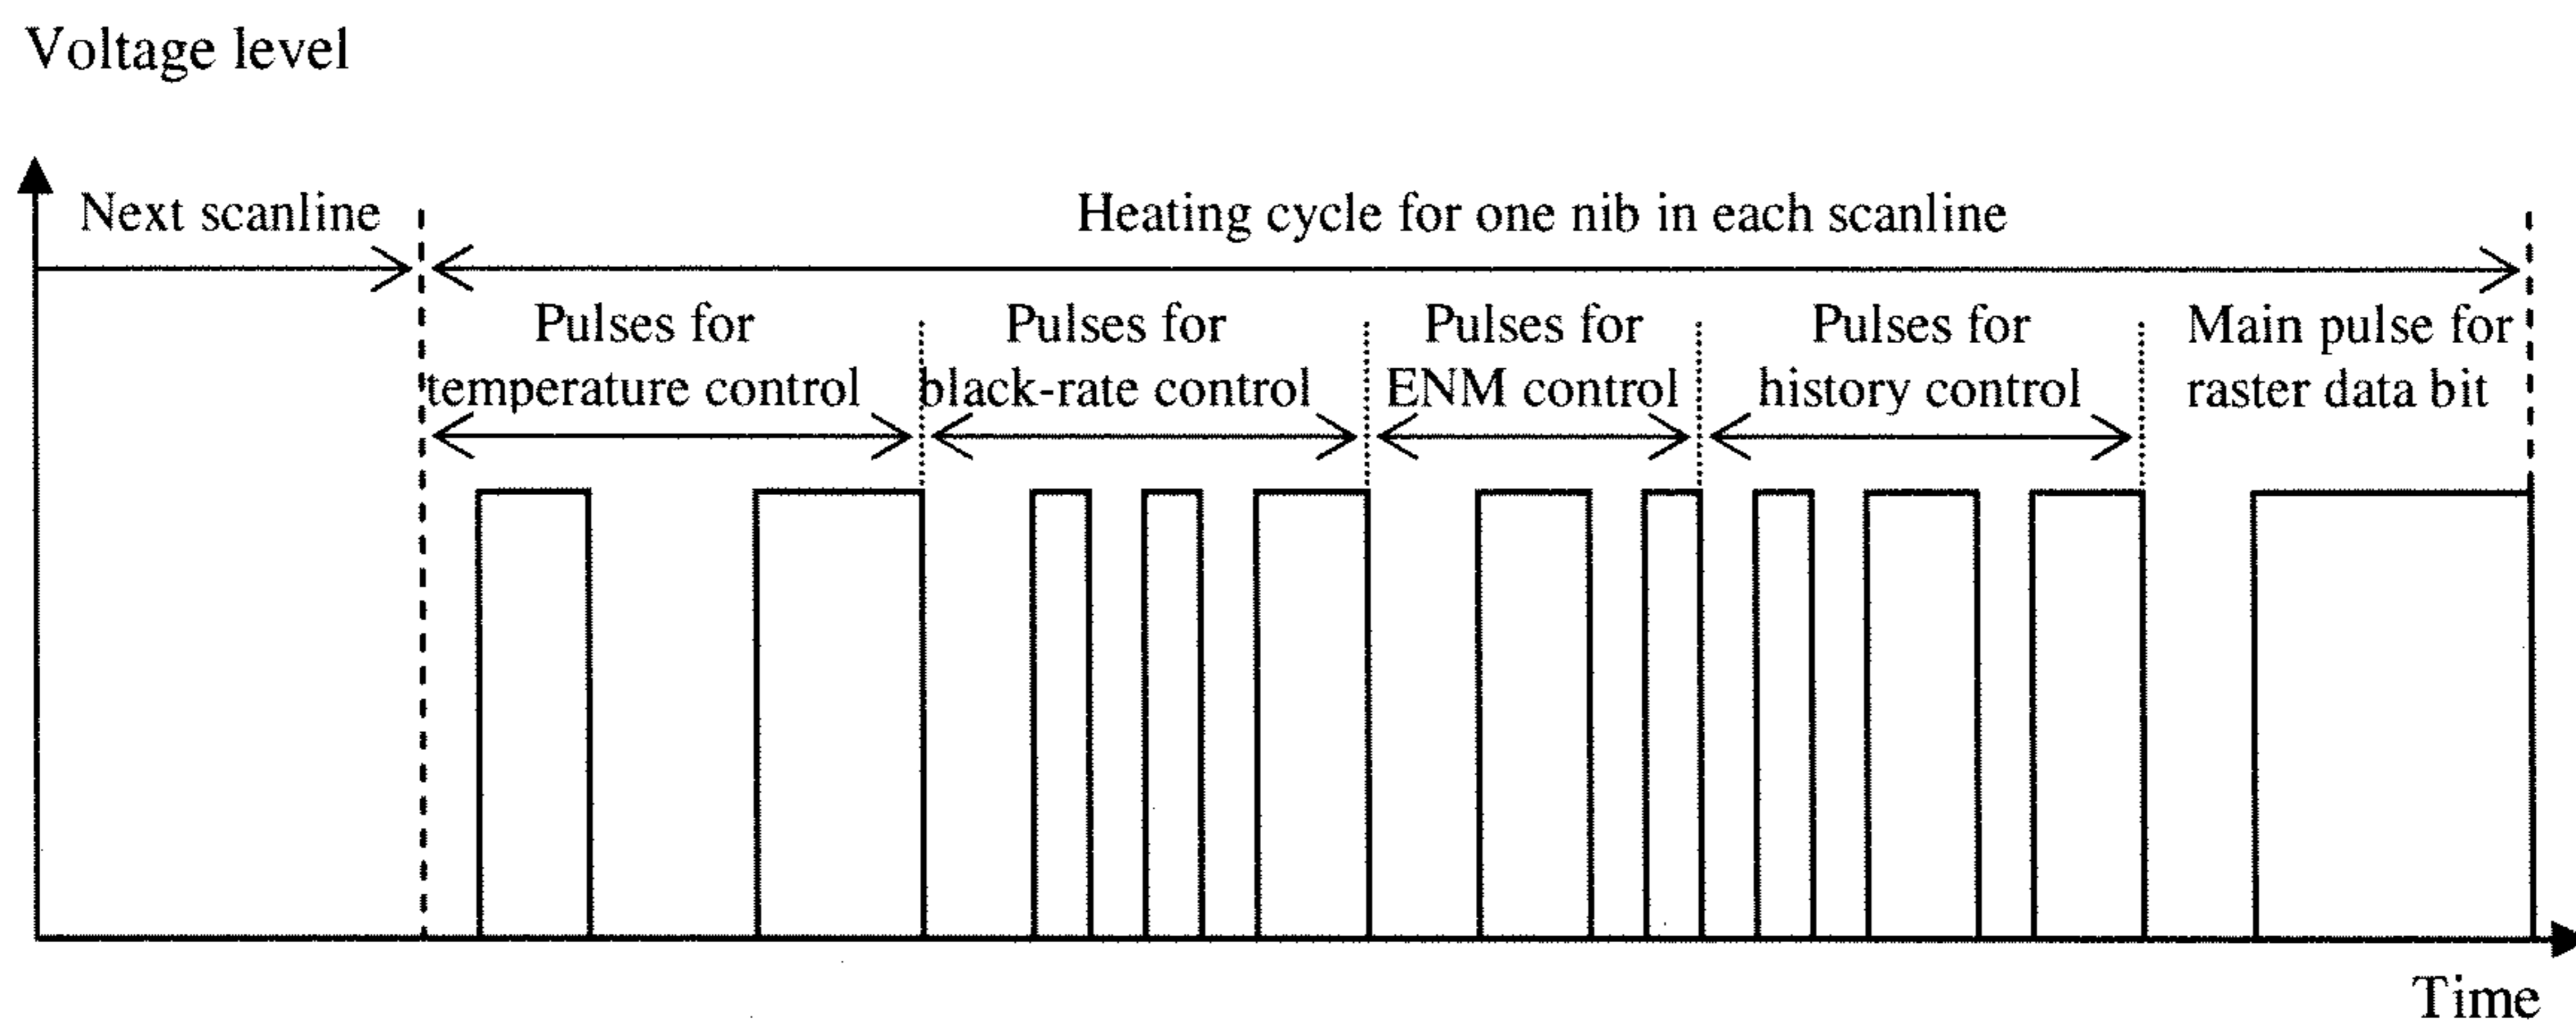 Voltage level
Next scanline
Heating cycle for one nib in each scanline
Pulses for
temperature control
Pulses for
black-rate control
Pulses for
ENM control
Pulses for
history control
Main pulse for
raster data bit
Time